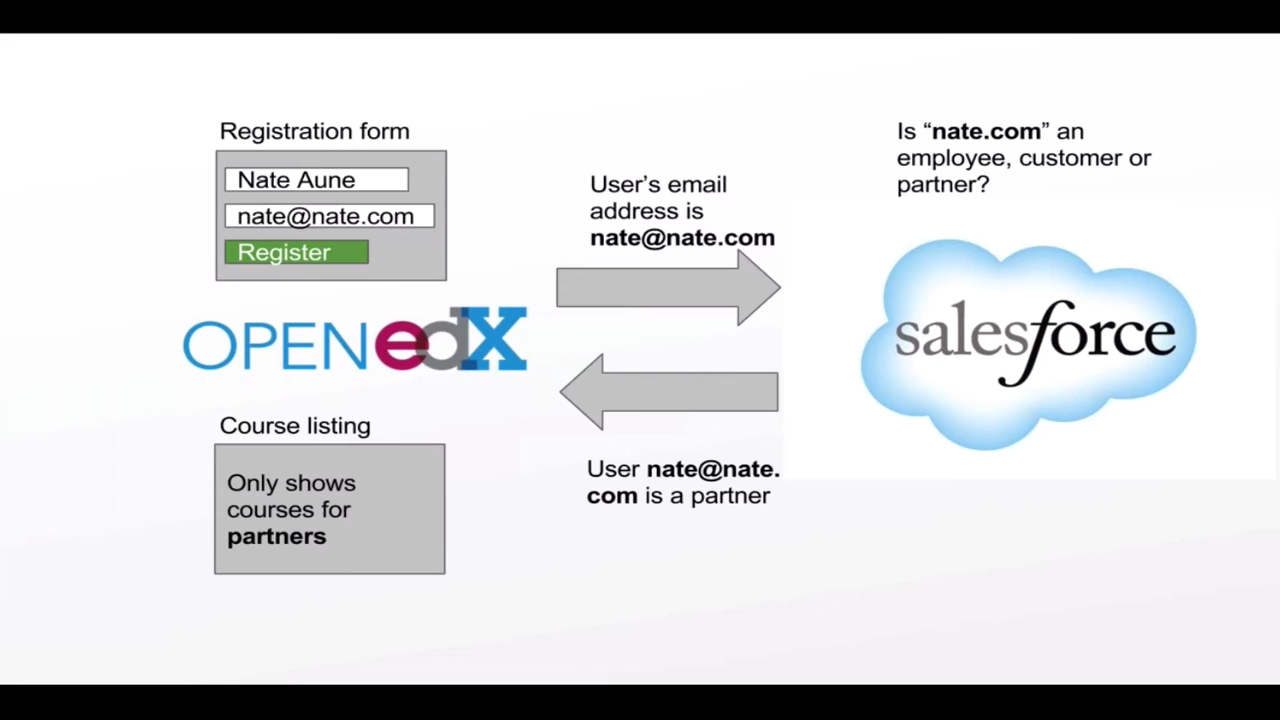 Registration form
Nate Aune
nate@nate.com
Register
OPENedX
Course listing
Only shows
courses for
partners
User's email
address is
nate@nate.com
User nate@nate.
com is a partner
Is “nate.com” an
employee, customer or
partner?
salesforce